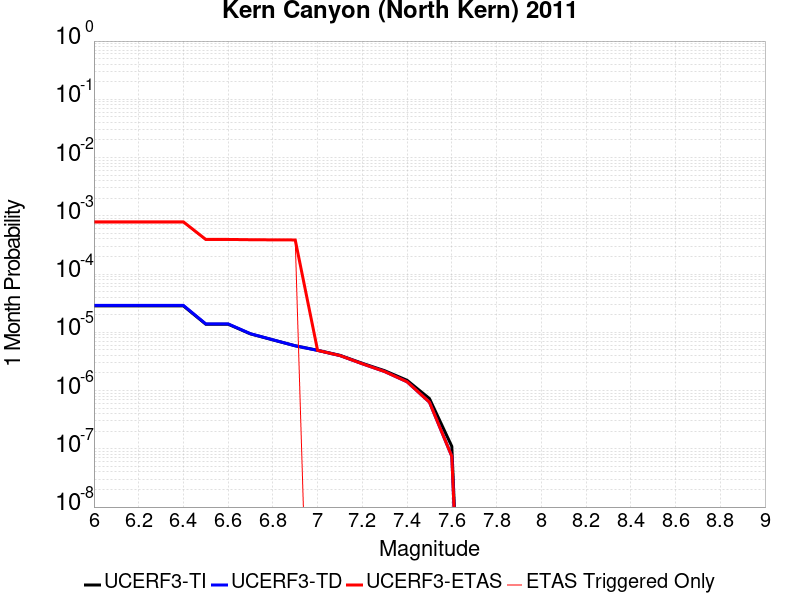 Kern Canyon (North Kern) 2011
10^0
10^-1
10^-2
10^-3
10^-4
10^-5
10^-6
10^-7
10^-8
1 Month Probability
6 6.2 6.4 6.6 6.8 7 7.2 7.4 7.6 7.8 8 8.2 8.4 8.6 8.8 9
Magnitude
UCERF3-TI UCERF3-TD UCERF3-ETAS ETAS Triggered Only